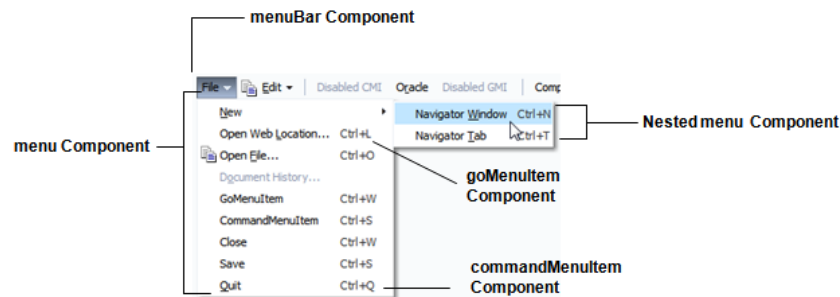 menuBar Component
File Edit Disabled CMI Oracle Disabled GMI
New Navigator Window Ctrl+N
Open Web Location... Ctrl+L Navigator Tab Ctrl+T
Nested menu Component
menu Component
Open File... Ctrl+O
Document History...
goMenuItem
Component
GoMenuItem Ctrl+W
CommandMenuItem Ctrl+S
Close Ctrl+W
Save Ctrl+S
commandMenuItem
Component
Quit Ctrl+Q